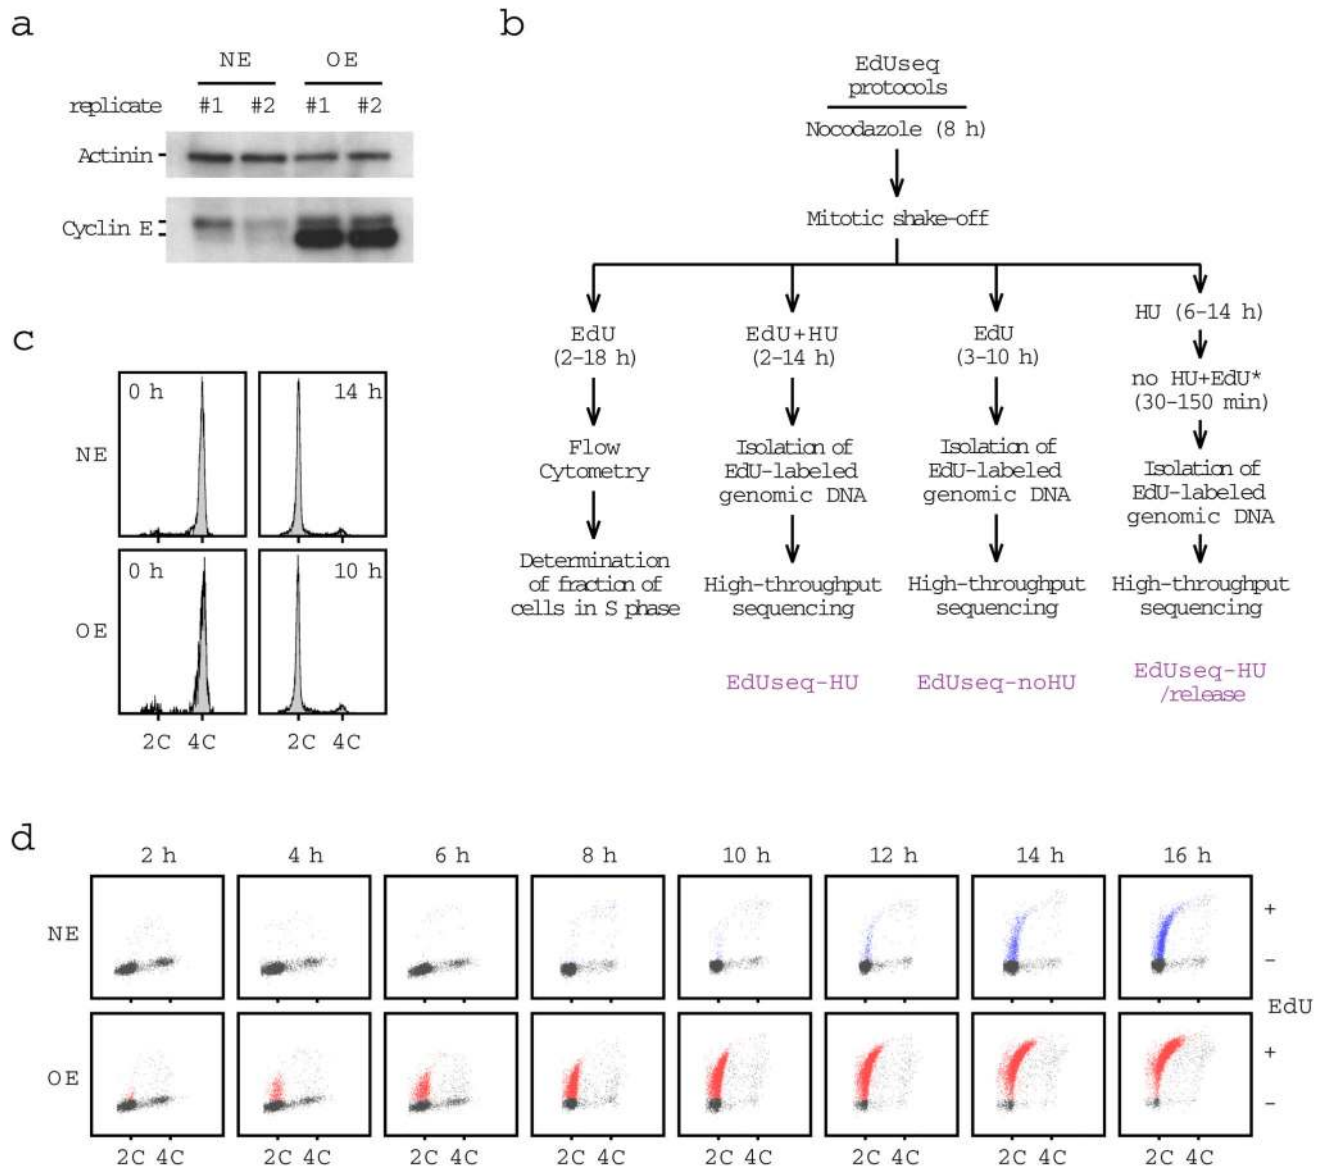 a
NE OE
replicate #1 #2 #1 #2
Actinin
Cyclin E
b
EdUseq
protocols
Nocodazole (8 h)
Mitotic shake-off
EdU
(2-18 h)
Flow
Cytometry
Determination
of fraction of
cells in S phase
EdU+HU
(2-14 h)
Isolation of
EdU-labeled
genomic DNA
High-throughput
sequencing
EdUseq-HU
EdU
(3-10 h)
Isolation of
EdU-labeled
genomic DNA
High-throughput
sequencing
EdUseq-noHU
HU (6-14 h)
no HU+EdU*
(30-150 min)
Isolation of
EdU-labeled
genomic DNA
High-throughput
sequencing
EdUseq-HU
/release
c
NE
0 h 14 h
OE
0 h 10 h
2C 4C 2C 4C
d
2 h 4 h 6 h 8 h 10 h 12 h 14 h 16 h
NE
+
-
EdU
OE
+
-
2C 4C 2C 4C 2C 4C 2C 4C 2C 4C 2C 4C 2C 4C 2C 4C